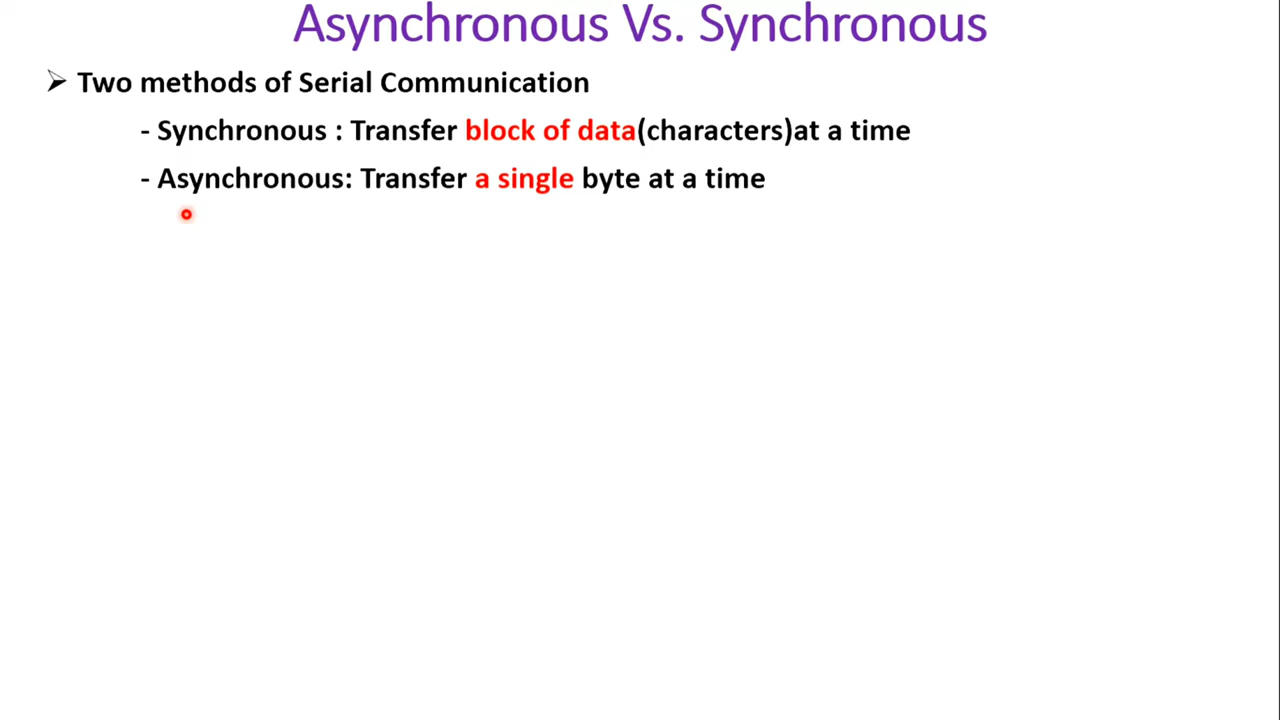 Asynchronous Vs. Synchronous
➢ Two methods of Serial Communication
- Synchronous : Transfer block of data(characters)at a time
- Asynchronous: Transfer a single byte at a time